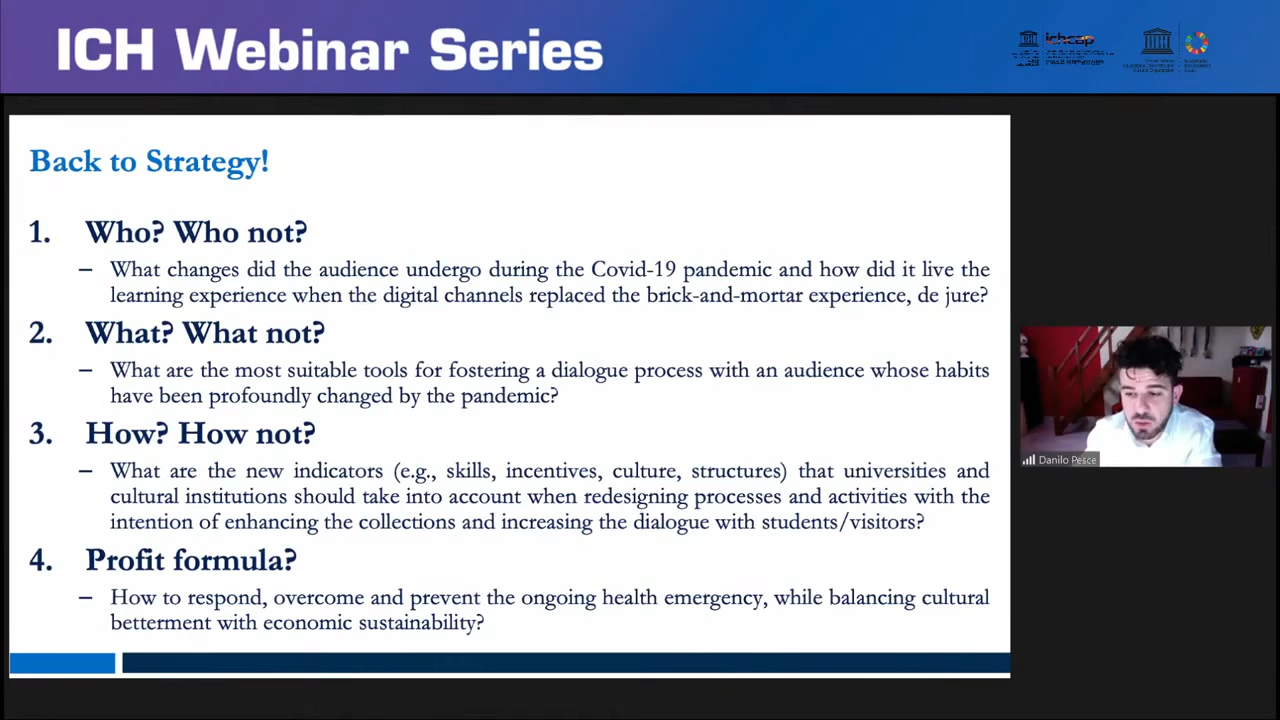 ICH Webinar Series
ichcap
Back to Strategy!
1. Who? Who not?
– What changes did the audience undergo during the Covid-19 pandemic and how did it live the
learning experience when the digital channels replaced the brick-and-mortar experience, de jure?
2. What? What not?
– What are the most suitable tools for fostering a dialogue process with an audience whose habits
have been profoundly changed by the pandemic?
3. How? How not?
– What are the new indicators (e.g., skills, incentives, culture, structures) that universities and
cultural institutions should take into account when redesigning processes and activities with the
intention of enhancing the collections and increasing the dialogue with students/visitors?
4. Profit formula?
– How to respond, overcome and prevent the ongoing health emergency, while balancing cultural
betterment with economic sustainability?
Danilo Pesce